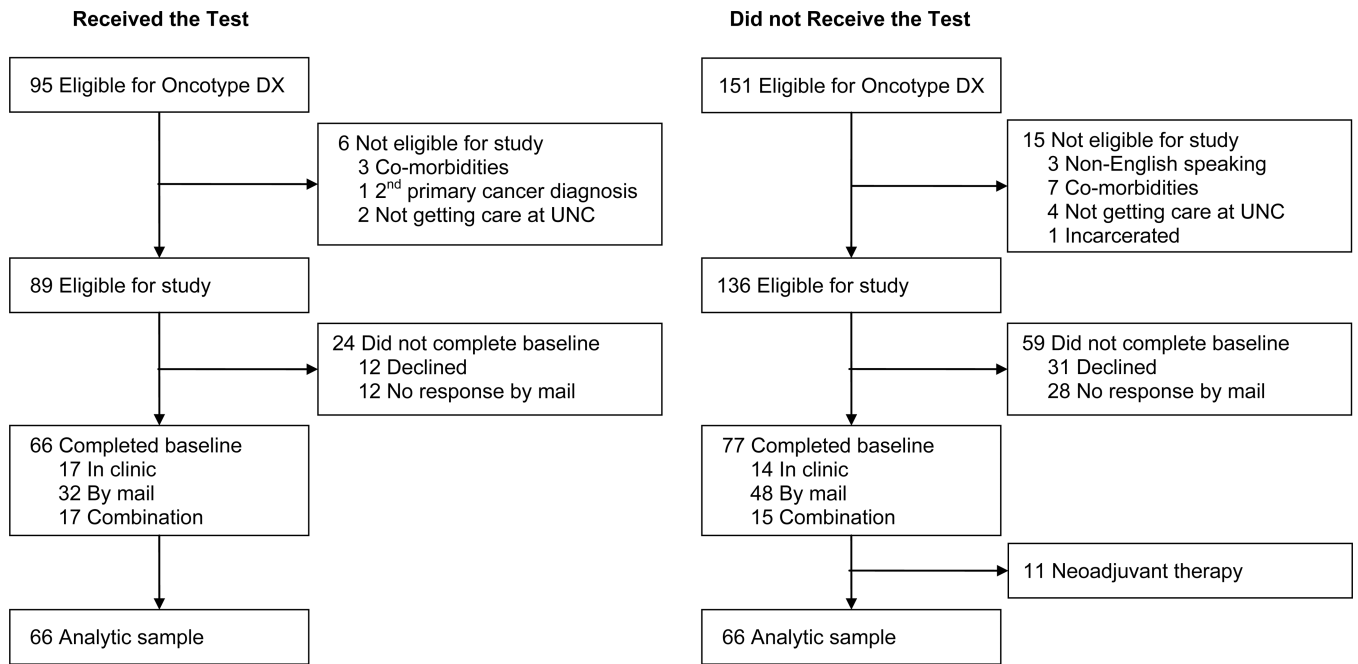 Received the Test
95 Eligible for Oncotype DX
6 Not eligible for study
3 Co-morbidities
1 2nd primary cancer diagnosis
2 Not getting care at UNC
89 Eligible for study
24 Did not complete baseline
12 Declined
12 No response by mail
66 Completed baseline
17 In clinic
32 By mail
17 Combination
66 Analytic sample
Did not Receive the Test
151 Eligible for Oncotype DX
15 Not eligible for study
3 Non-English speaking
7 Co-morbidities
4 Not getting care at UNC
1 Incarcerated
136 Eligible for study
59 Did not complete baseline
31 Declined
28 No response by mail
77 Completed baseline
14 In clinic
48 By mail
15 Combination
11 Neoadjuvant therapy
66 Analytic sample